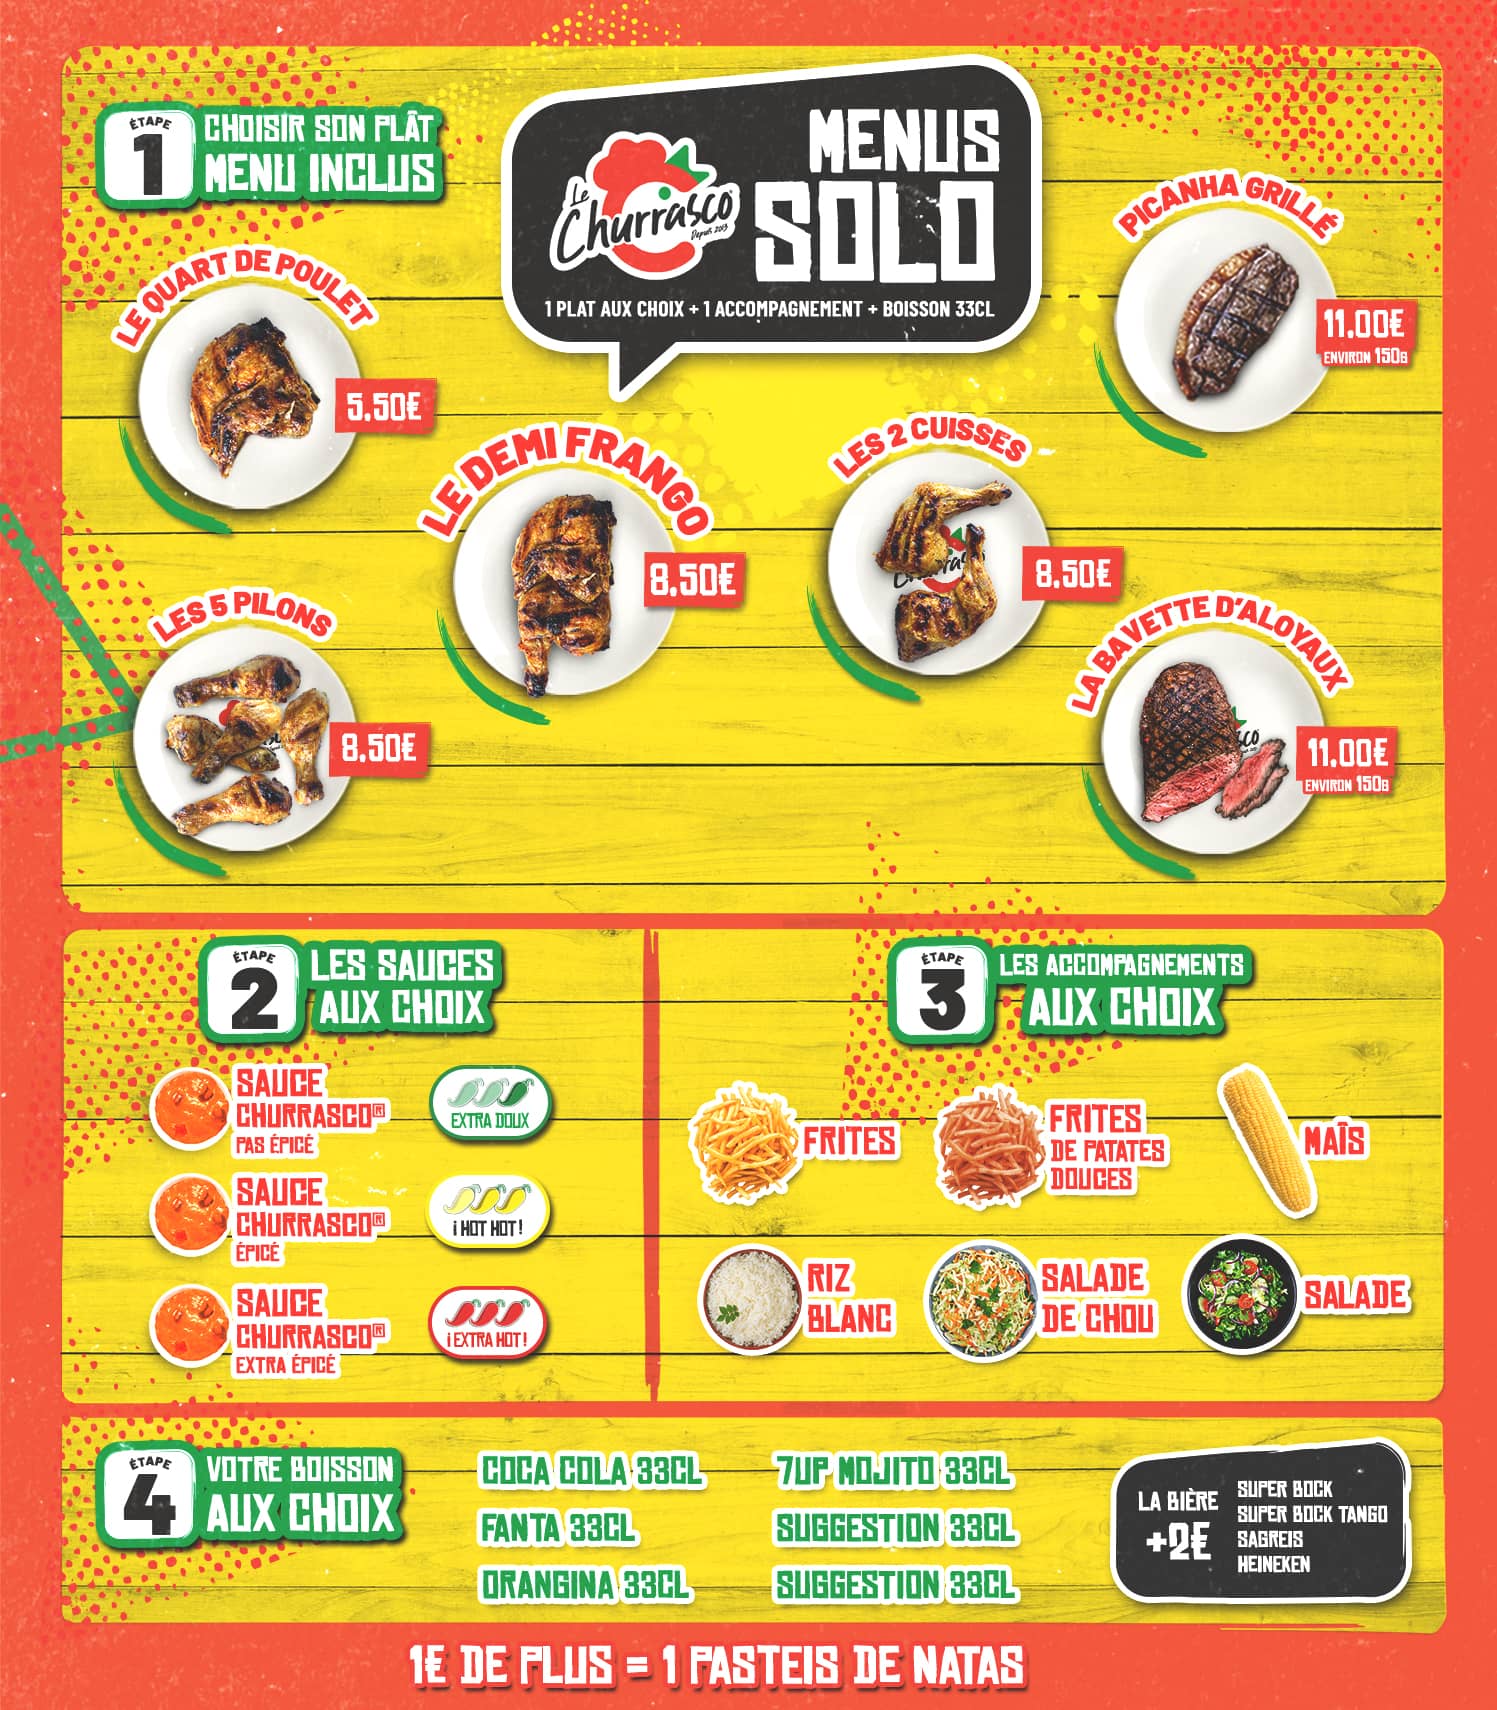 ÉTAPE
1
CHOISIR SON PLÂT
MENU INCLUS
Le
Churrasco
Depuis 2013
MENUS
SOLO
1 PLAT AUX CHOIX + 1 ACCOMPAGNEMENT + BOISSON 33CL
LE QUART DE POULET
5.50€
LE DEMI FRANGO
8.50€
LES 2 CUISSES
8.50€
PICANHA GRILLÉ
11.00€
ENVIRON 150G
LES 5 PILONS
8.50€
LA BAVETTE D'ALOYAUX
11.00€
ENVIRON 150G
ÉTAPE
2
LES SAUCES
AUX CHOIX
SAUCE
CHURRASCO®
PAS ÉPICÉ
EXTRA DOUX
SAUCE
CHURRASCO®
ÉPICÉ
¡ HOT HOT !
SAUCE
CHURRASCO®
EXTRA ÉPICÉ
¡ EXTRA HOT !
ÉTAPE
3
LES ACCOMPAGNEMENTS
AUX CHOIX
FRITES
FRITES
DE PATATES
DOUCES
MAÏS
RIZ
BLANC
SALADE
DE CHOU
SALADE
ÉTAPE
4
VOTRE BOISSON
AUX CHOIX
COCA COLA 33CL
FANTA 33CL
ORANGINA 33CL
7UP MOJITO 33CL
SUGGESTION 33CL
SUGGESTION 33CL
LA BIÈRE
+2€
SUPER BOCK
SUPER BOCK TANGO
SAGREIS
HEINEKEN
1€ DE PLUS = 1 PASTEIS DE NATAS